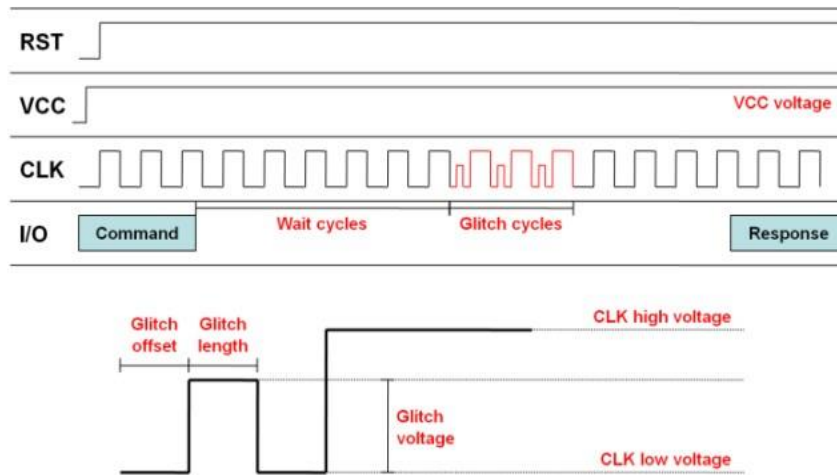 RST
VCC
VCC voltage
CLK
I/O
Command
Wait cycles
Glitch cycles
Response
Glitch
offset
Glitch
length
CLK high voltage
Glitch
voltage
CLK low voltage